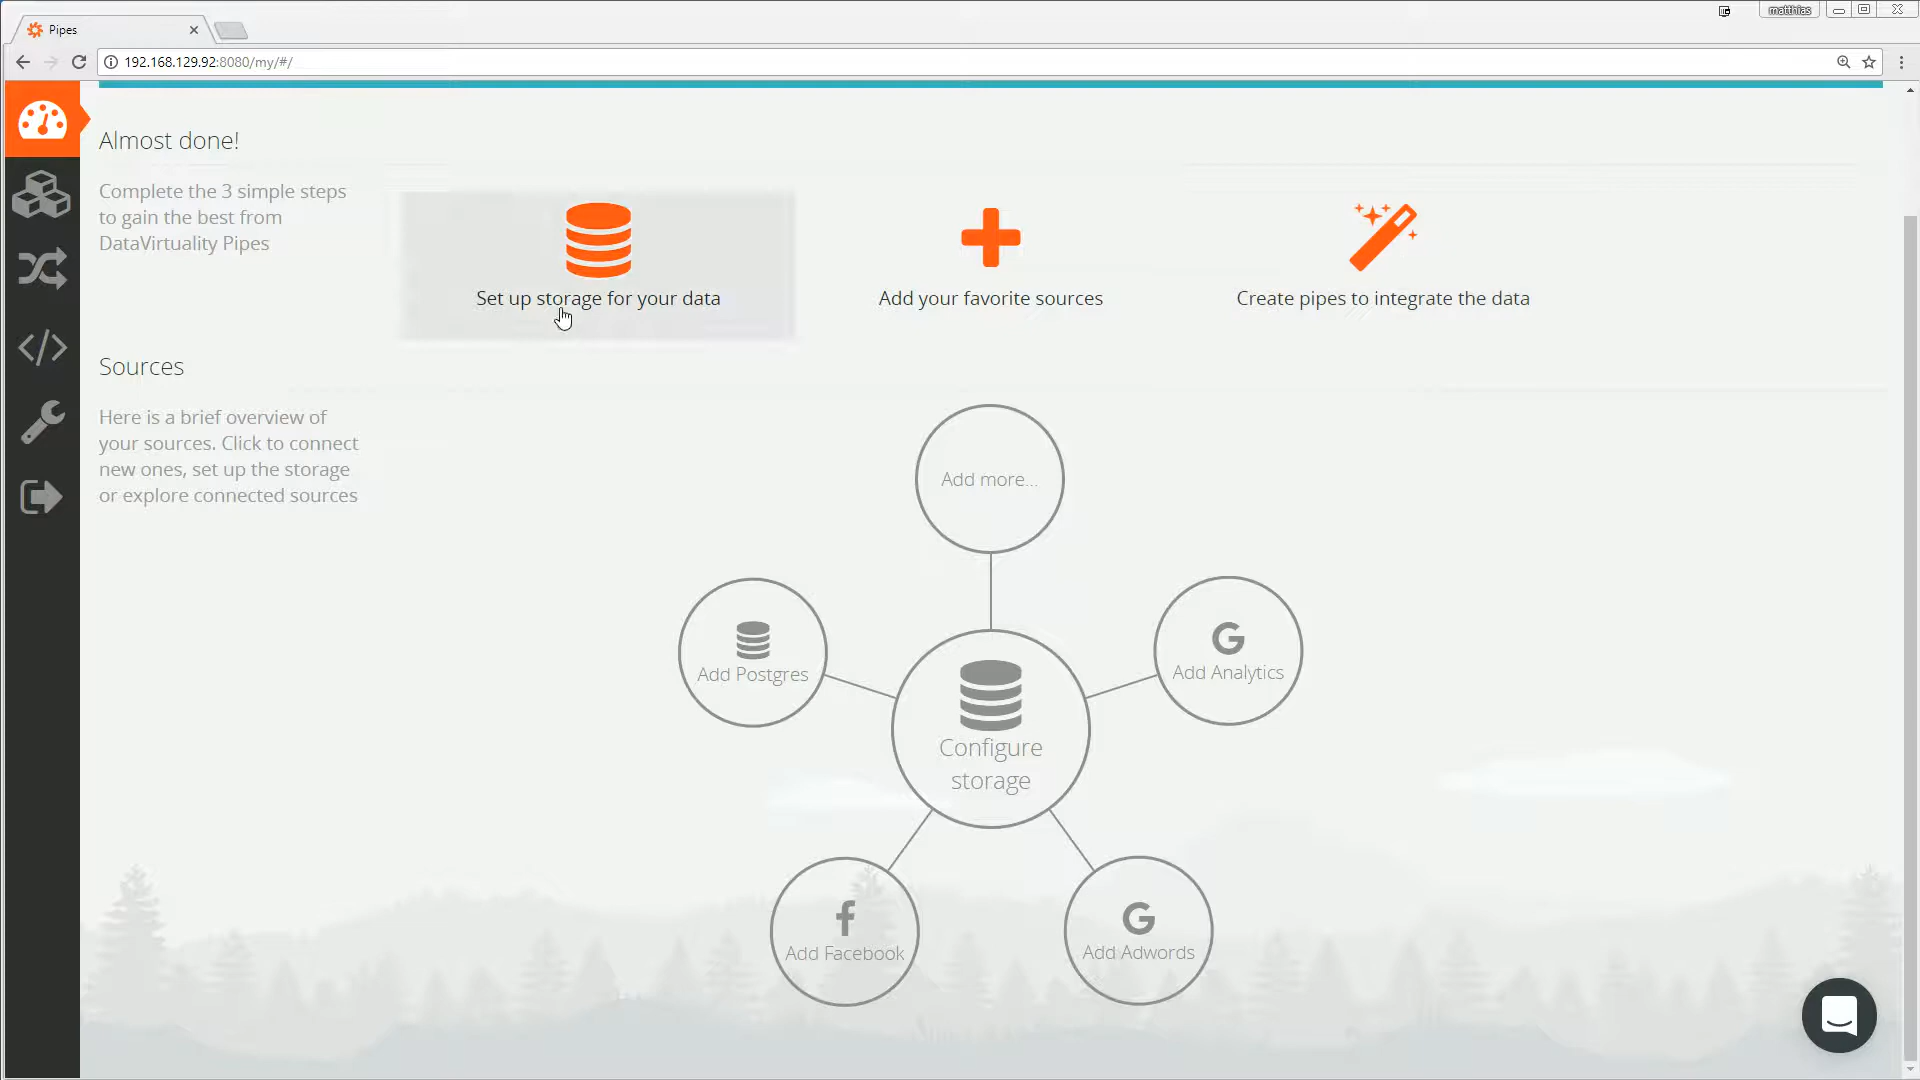 Pipes
matthias
192.168.129.92:8080/my/#/
Almost done!
Complete the 3 simple steps
to gain the best from
DataVirtuality Pipes
Set up storage for your data
Add your favorite sources
Create pipes to integrate the data
Sources
Here is a brief overview of
your sources. Click to connect
new ones, set up the storage
or explore connected sources
Add more...
Add Postgres
Add Analytics
Configure
storage
Add Facebook
Add Adwords